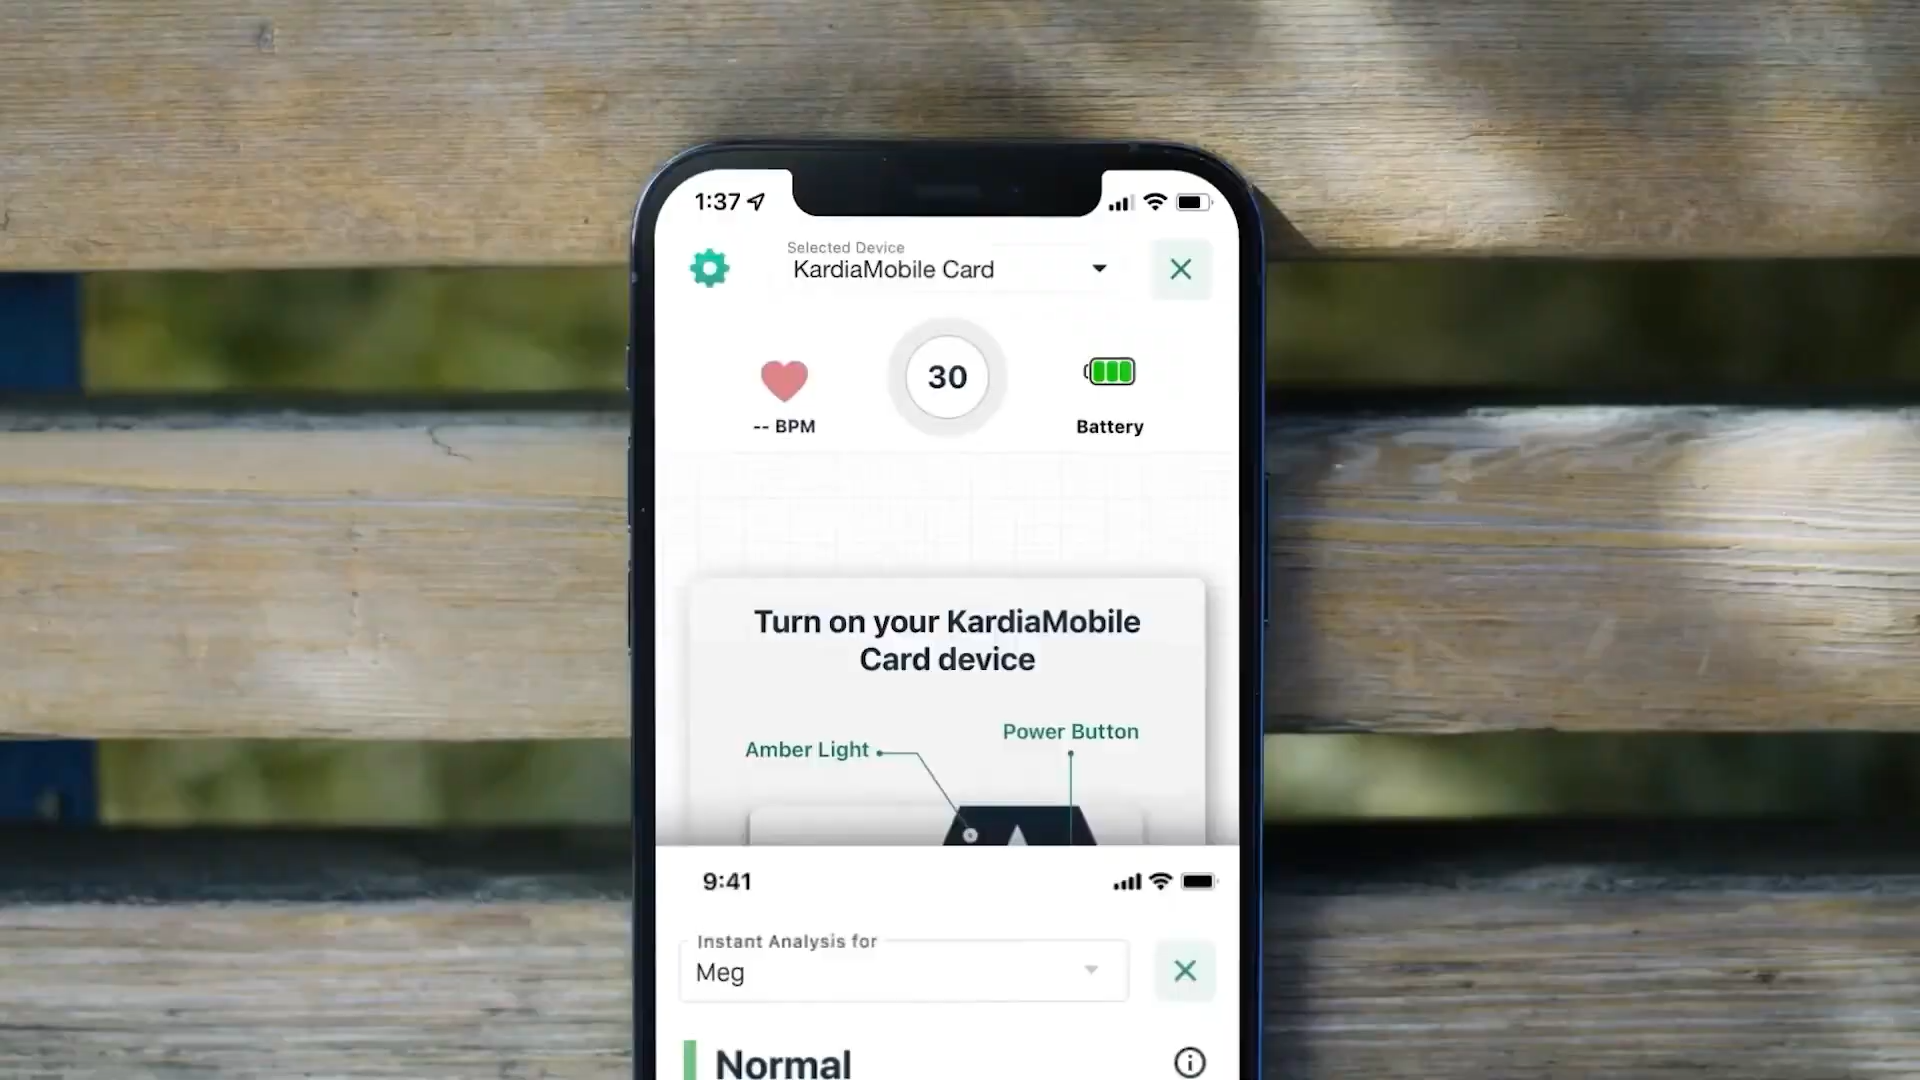 1:37
Selected Device
KardiaMobile Card
30
-- BPM
Battery
Turn on your KardiaMobile
Card device
Power Button
Amber Light
9:41
Instant Analysis for
Meg
Normal